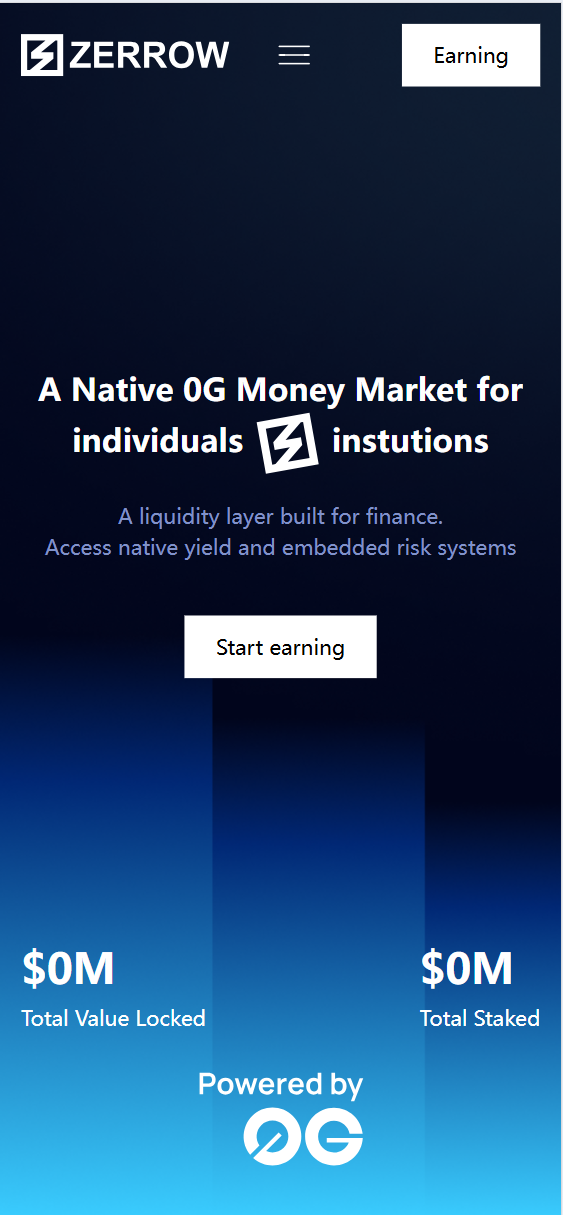 ZERROW
Earning
A Native 0G Money Market for
individuals instutions
A liquidity layer built for finance.
Access native yield and embedded risk systems
Start earning
$0M
Total Value Locked
$0M
Total Staked
Powered by
0G